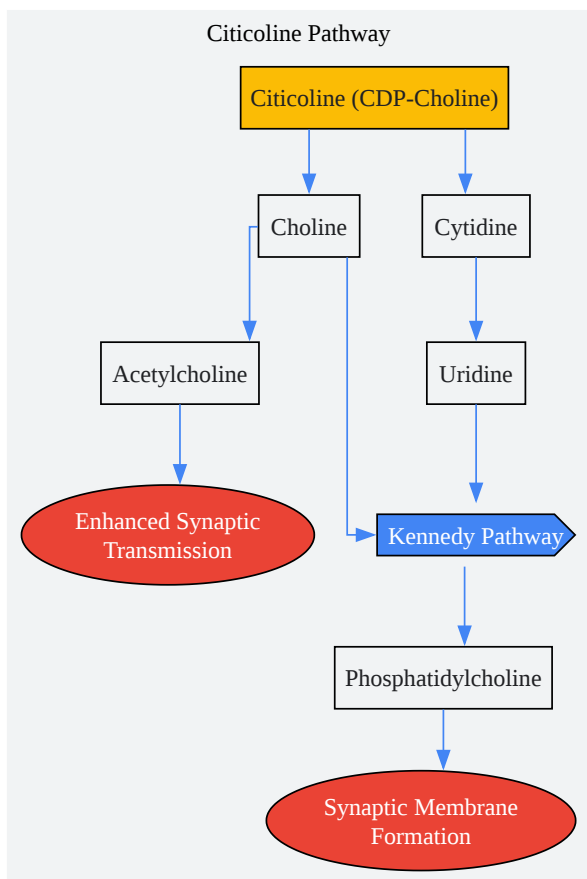 Citicoline Pathway
Citicoline (CDP-Choline)
Choline
Cytidine
Acetylcholine
Uridine
Enhanced Synaptic
Transmission
Kennedy Pathway
Phosphatidylcholine
Synaptic Membrane
Formation